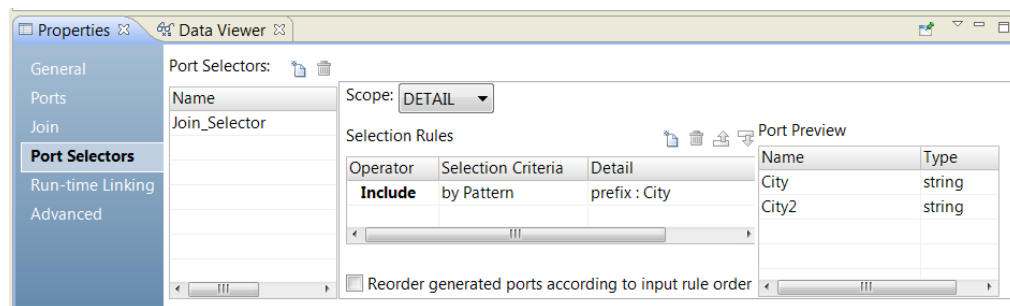 Properties Data Viewer
General
Ports
Join
Port Selectors
Run-time Linking
Advanced
Port Selectors:
Name
Join_Selector
Scope: DETAIL
Selection Rules
Operator Selection Criteria Detail
Include by Pattern prefix : City
Reorder generated ports according to input rule order
Port Preview
Name Type
City string
City2 string